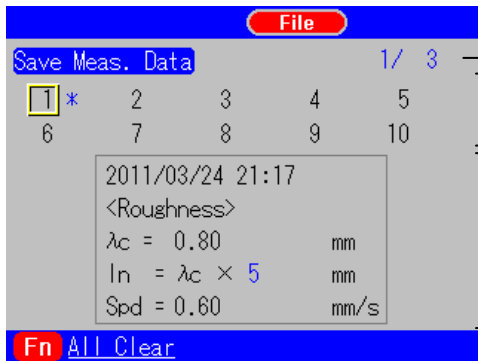 File
Save Meas. Data 1/ 3
1 * 2 3 4 5
6 7 8 9 10
2011/03/24 21:17
<Roughness>
λc = 0.80 mm
ln = λc × 5 mm
Spd = 0.60 mm/s
Fn All Clear